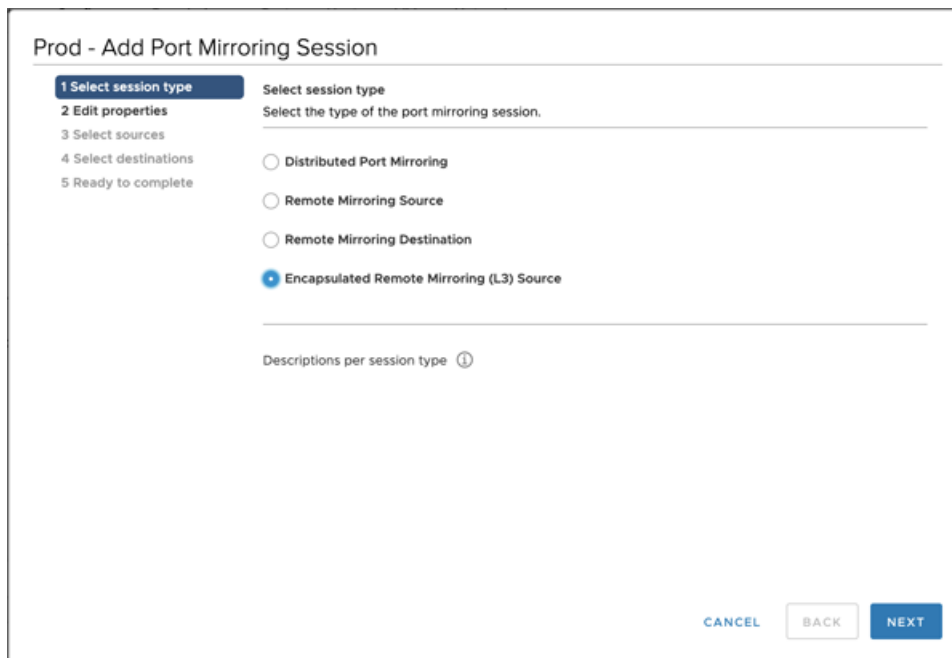 Prod - Add Port Mirroring Session
1 Select session type
2 Edit properties
3 Select sources
4 Select destinations
5 Ready to complete
Select session type
Select the type of the port mirroring session.
Distributed Port Mirroring
Remote Mirroring Source
Remote Mirroring Destination
Encapsulated Remote Mirroring (L3) Source
Descriptions per session type
CANCEL
BACK
NEXT